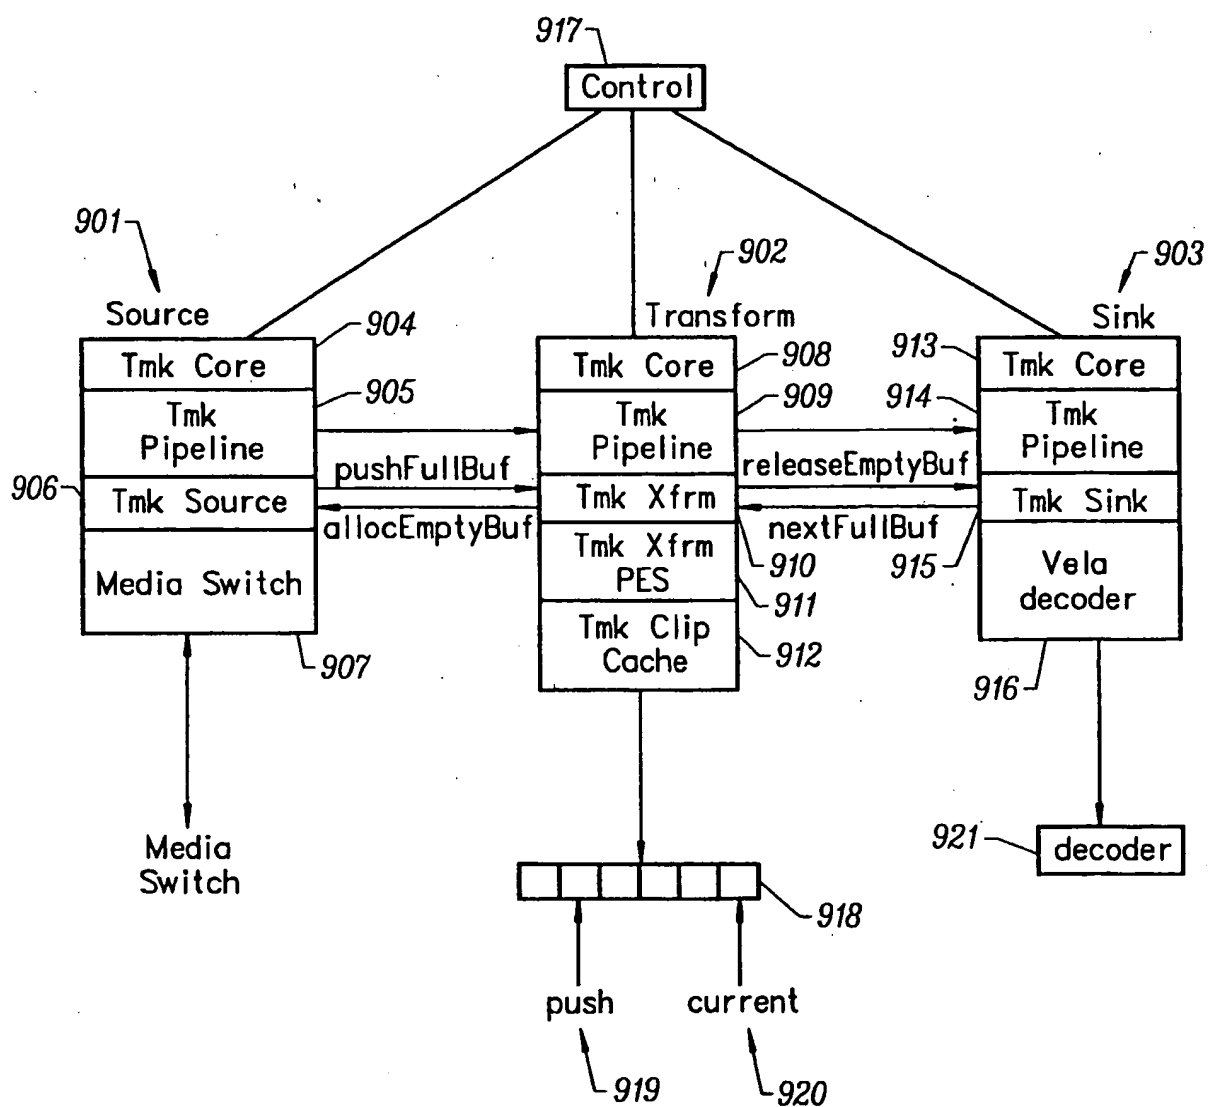 917
Control
901
902
903
Source
Transform
Sink
904
908
913
Tmk Core
Tmk Core
Tmk Core
905
909
914
Tmk
Pipeline
Tmk
Pipeline
Tmk
Pipeline
pushFullBuf
releaseEmptyBuf
906
Tmk Source
Tmk Xfrm
Tmk Sink
allocEmptyBuf
nextFullBuf
910
915
Media Switch
Tmk Xfrm
PES
Vela
decoder
911
907
Tmk Clip
Cache
912
916
Media
Switch
921
decoder
918
push
current
919
920